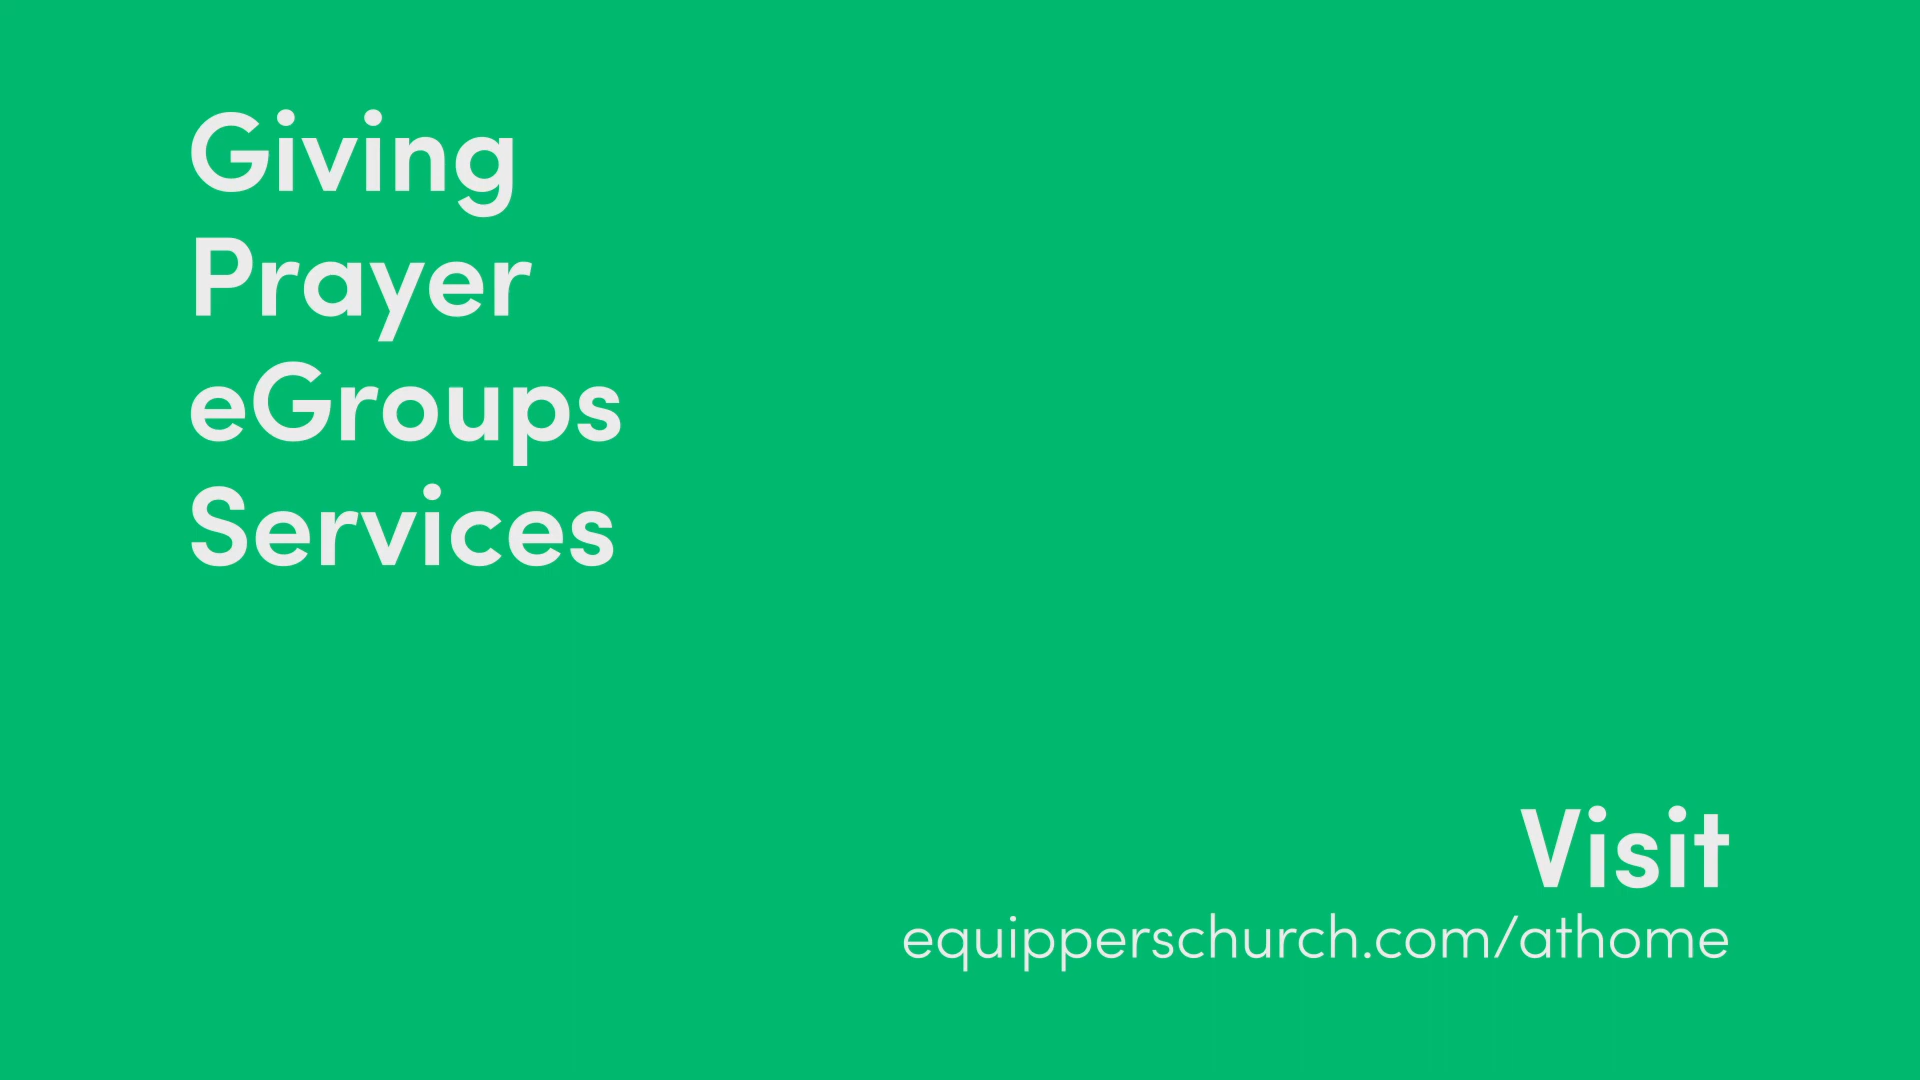 Giving
Prayer
eGroups
Services
Visit
equipperschurch.com/athome